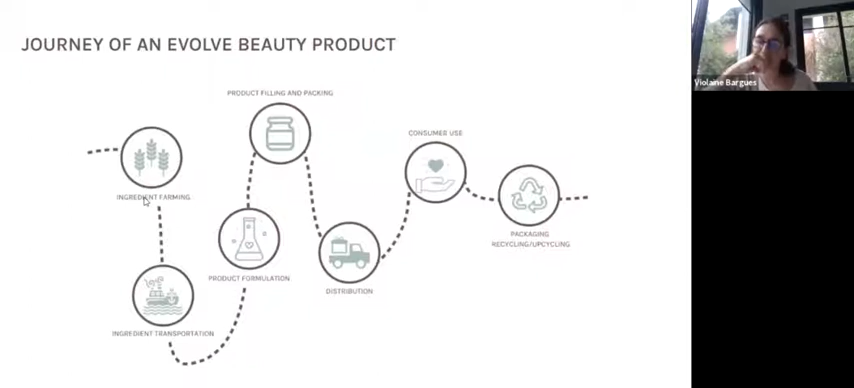 JOURNEY OF AN EVOLVE BEAUTY PRODUCT
Violaine Bargues
PRODUCT FILLING AND PACKING
CONSUMER USE
INGREDIENT FARMING
PACKAGING
RECYCLING/UPCYCLING
PRODUCT FORMULATION
DISTRIBUTION
INGREDIENT TRANSPORTATION